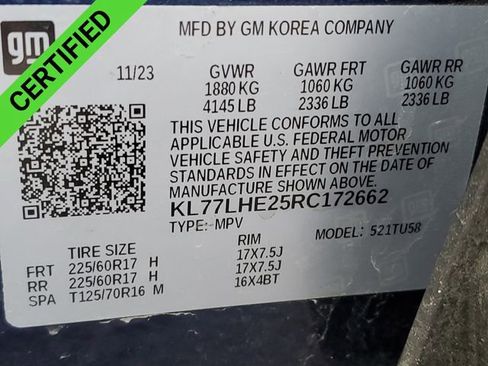 gm
CERTIFIED
MFD BY GM KOREA COMPANY
11/23 GVWR GAWR FRT GAWR RR
1880 KG 1060 KG 1060 KG
4145 LB 2336 LB 2336 LB
THIS VEHICLE CONFORMS TO ALL
APPLICABLE U.S. FEDERAL MOTOR
VEHICLE SAFETY AND THEFT PREVENTION
STANDARDS IN EFFECT ON THE DATE OF
MANUFACTURE SHOWN ABOVE.
KL77LHE25RC172662
TYPE: MPV MODEL: 521TU58
TIRE SIZE RIM
FRT 225/60R17 H 17X7.5J
RR 225/60R17 H 17X7.5J
SPA T125/70R16 M 16X4BT